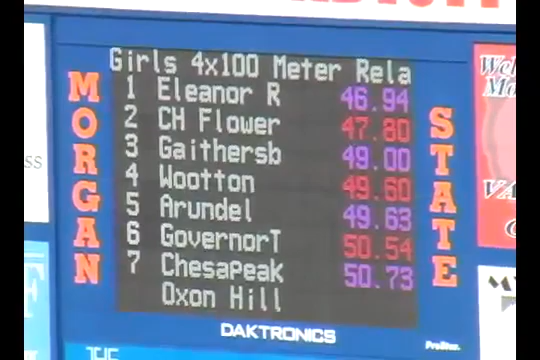 Girls 4x100 Meter Rela
1 Eleanor R 46.94
2 CH Flower 47.80
3 Gaithersb 49.00
4 Wootton 49.60
5 Arundel 49.63
6 GovernorT 50.54
7 Chesapeak 50.73
Oxon Hill
MORGAN
STATE
DAKTRONICS